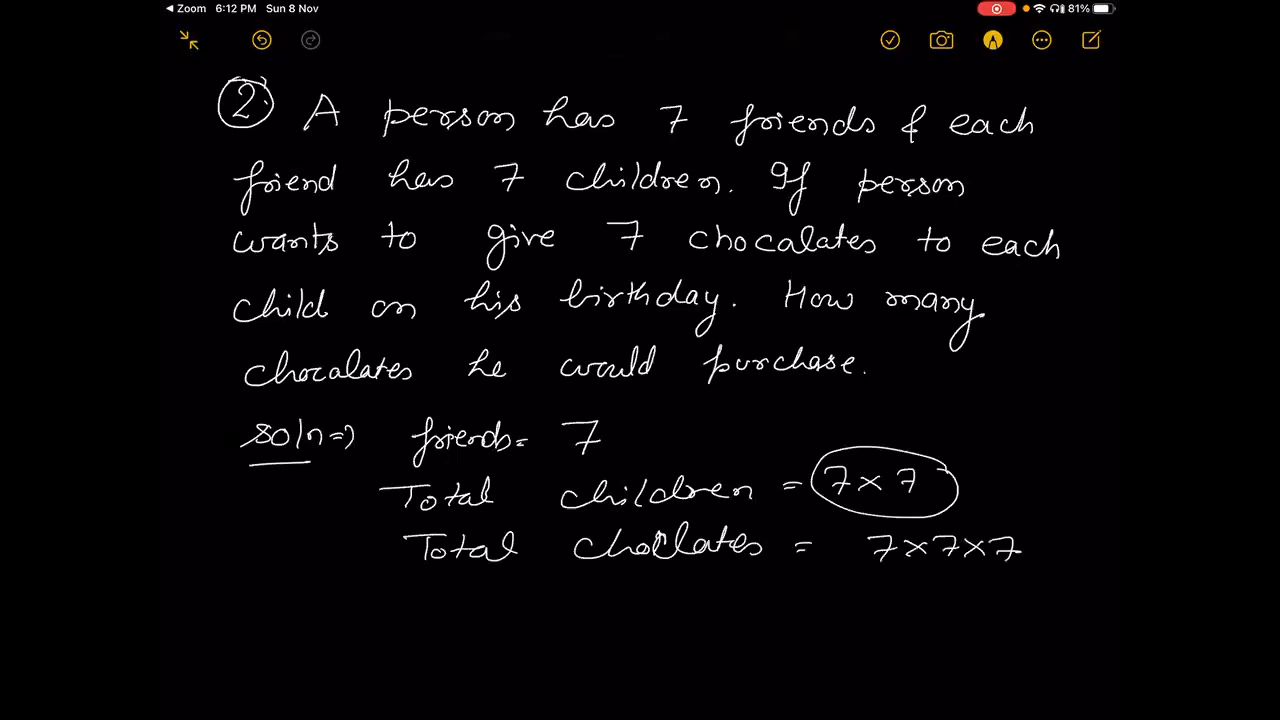 Zoom 6:12 PM Sun 8 Nov 81%
2. A person has 7 friends & each
friend has 7 children. If person
wants to give 7 chocalates to each
child on his birthday. How many
chocalates he would purchase.
soln⇒ friends= 7
Total children = 7×7
Total choclates = 7×7×7